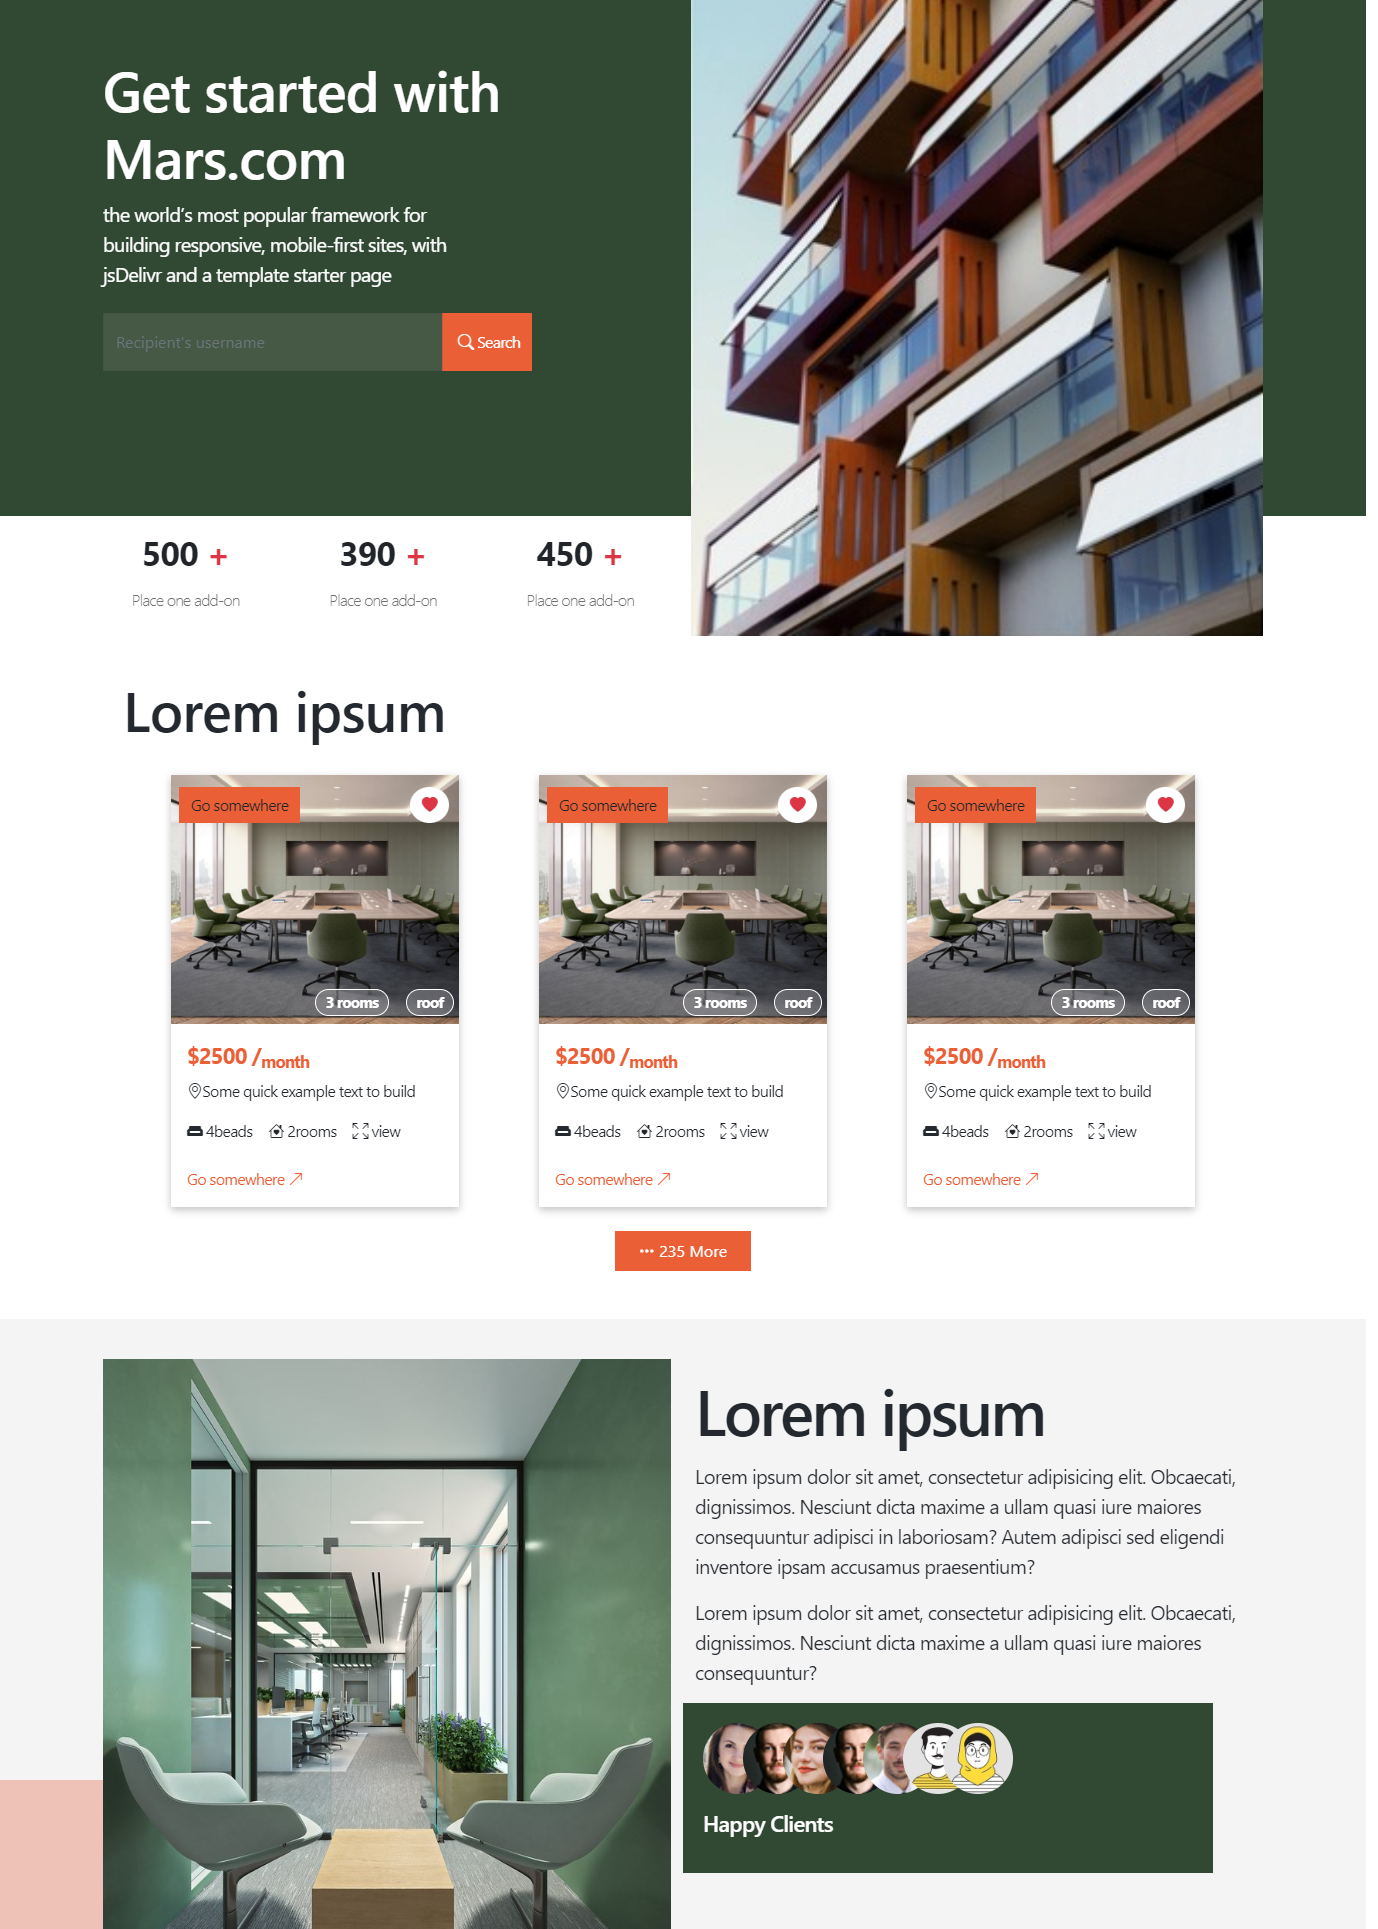 Get started with
Mars.com
the world's most popular framework for
building responsive, mobile-first sites, with
jsDelivr and a template starter page
Recipient's username
Search
500 +
390 +
450 +
Place one add-on
Place one add-on
Place one add-on
Lorem ipsum
Go somewhere
3 rooms
roof
$2500 /month
Some quick example text to build
4beads 2rooms view
Go somewhere
Go somewhere
3 rooms
roof
$2500 /month
Some quick example text to build
4beads 2rooms view
Go somewhere
Go somewhere
3 rooms
roof
$2500 /month
Some quick example text to build
4beads 2rooms view
Go somewhere
··· 235 More
Lorem ipsum
Lorem ipsum dolor sit amet, consectetur adipisicing elit. Obcaecati,
dignissimos. Nesciunt dicta maxime a ullam quasi iure maiores
consequuntur adipisci in laboriosam? Autem adipisci sed eligendi
inventore ipsam accusamus praesentium?
Lorem ipsum dolor sit amet, consectetur adipisicing elit. Obcaecati,
dignissimos. Nesciunt dicta maxime a ullam quasi iure maiores
consequuntur?
Happy Clients